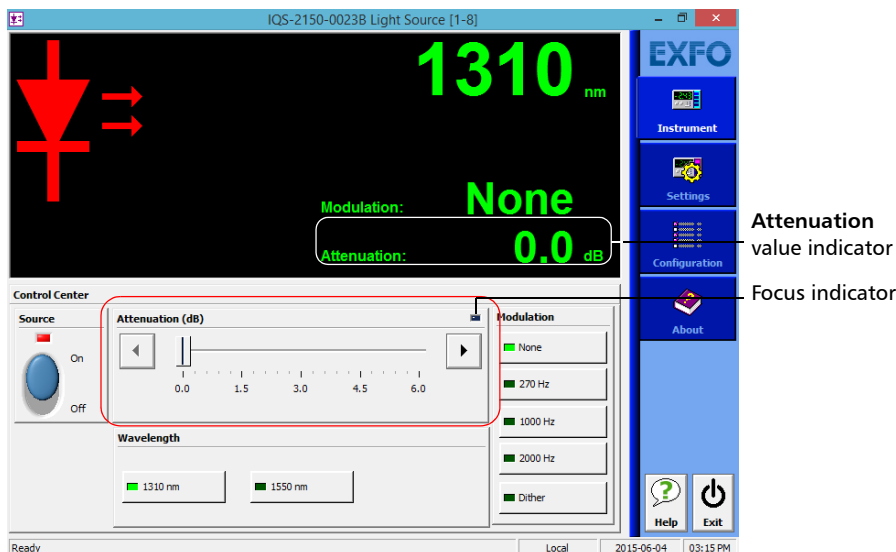 IQS-2150-0023B Light Source [1-8]
EXFO
1310 nm
Modulation: None
Attenuation: 0.0 dB
Instrument
Settings
Configuration
About
Attenuation
value indicator
Focus indicator
Control Center
Source
On
Off
Attenuation (dB)
0.0 1.5 3.0 4.5 6.0
Modulation
None
270 Hz
1000 Hz
2000 Hz
Dither
Wavelength
1310 nm
1550 nm
Help
Exit
Ready
Local
2015-06-04
03:15 PM